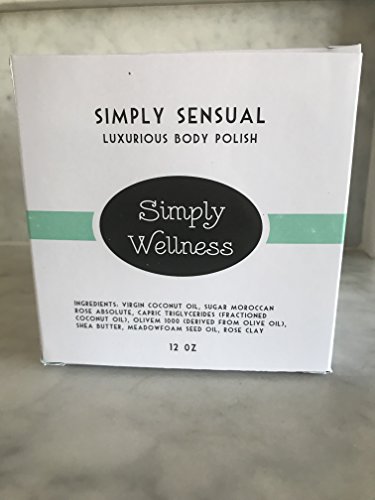 SIMPLY SENSUAL
LUXURIOUS BODY POLISH
Simply
Wellness
INGREDIENTS: VIRGIN COCONUT OIL, SUGAR MOROCCAN
ROSE ABSOLUTE, CAPRIC TRIGLYCERIDES (FRACTIONED
COCONUT OIL), OLIVEM 1000 (DERIVED FROM OLIVE OIL),
SHEA BUTTER, MEADOWFOAM SEED OIL, ROSE CLAY
12 OZ